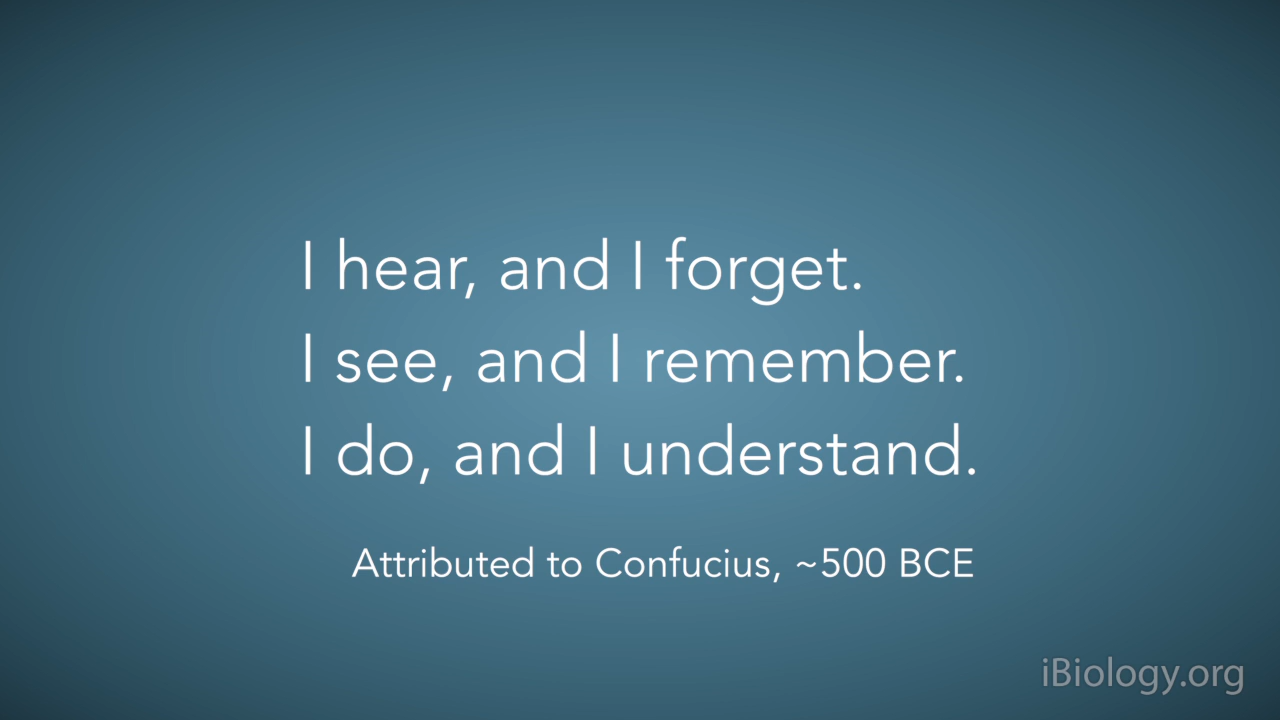 I hear, and I forget.
I see, and I remember.
I do, and I understand.
Attributed to Confucius, ~500 BCE
iBiology.org